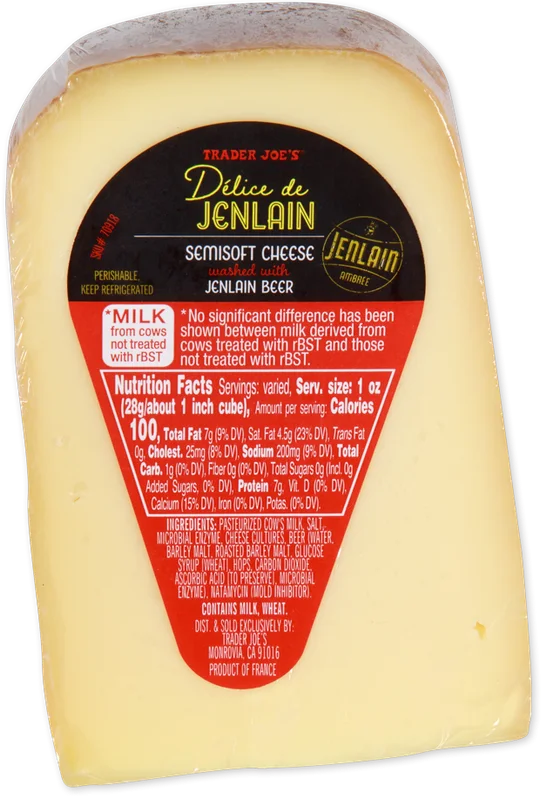 TRADER JOE'S
Délice de
JENLAIN
SEMISOFT CHEESE
washed with
JENLAIN BEER
JENLAIN
AMBRÉE
SKU# 70918
PERISHABLE,
KEEP REFRIGERATED
*MILK
from cows
not treated
with rBST
*No significant difference has been
shown between milk derived from
cows treated with rBST and those
not treated with rBST.
Nutrition Facts Servings: varied, Serv. size: 1 oz
(28g/about 1 inch cube), Amount per serving: Calories
100, Total Fat 7g (9% DV), Sat. Fat 4.5g (23% DV), Trans Fat
0g, Cholest. 25mg (8% DV), Sodium 200mg (9% DV), Total
Carb. 1g (0% DV), Fiber 0g (0% DV), Total Sugars 0g (Incl. 0g
Added Sugars, 0% DV), Protein 7g, Vit. D (0% DV),
Calcium (15% DV), Iron (0% DV), Potas. (0% DV).
INGREDIENTS: PASTEURIZED COW'S MILK, SALT,
MICROBIAL ENZYME, CHEESE CULTURES, BEER (WATER,
BARLEY MALT, ROASTED BARLEY MALT, GLUCOSE
SYRUP [WHEAT], HOPS, CARBON DIOXIDE,
ASCORBIC ACID [TO PRESERVE], MICROBIAL
ENZYME), NATAMYCIN (MOLD INHIBITOR).
CONTAINS MILK, WHEAT.
DIST. & SOLD EXCLUSIVELY BY:
TRADER JOE'S
MONROVIA, CA 91016
PRODUCT OF FRANCE